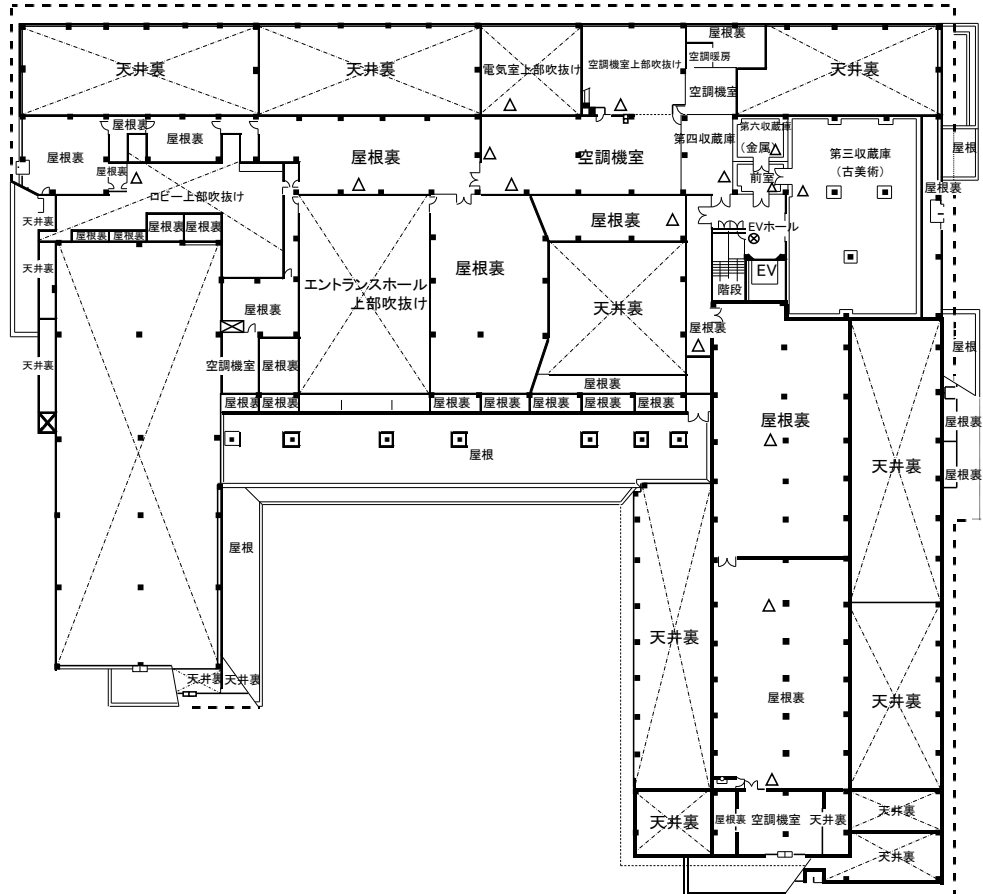 屋根裏
天井裏
天井裏
電気室上部吹抜け
空調機室上部吹抜け
空調暖房
天井裏
空調機室
屋根裏
屋根裏
屋根裏
屋根裏
屋根裏
空調機室
第四収蔵庫
第六収蔵庫
(金属)
前室
第三収蔵庫
(古美術)
屋根
屋根裏
ロビー上部吹抜け
天井裏
屋根裏
屋根裏
屋根裏
屋根裏
屋根裏
EVホール
天井裏
エントランスホール
上部吹抜け
屋根裏
天井裏
階段
EV
屋根裏
屋根裏
屋根
天井裏
空調機室
屋根裏
屋根裏
屋根裏
屋根裏
屋根裏
屋根裏
屋根裏
屋根裏
屋根裏
屋根裏
屋根裏
屋根
天井裏
屋根裏
屋根
天井裏
屋根裏
天井裏
天井裏
天井裏
天井裏
屋根裏
空調機室
天井裏
天井裏
天井裏